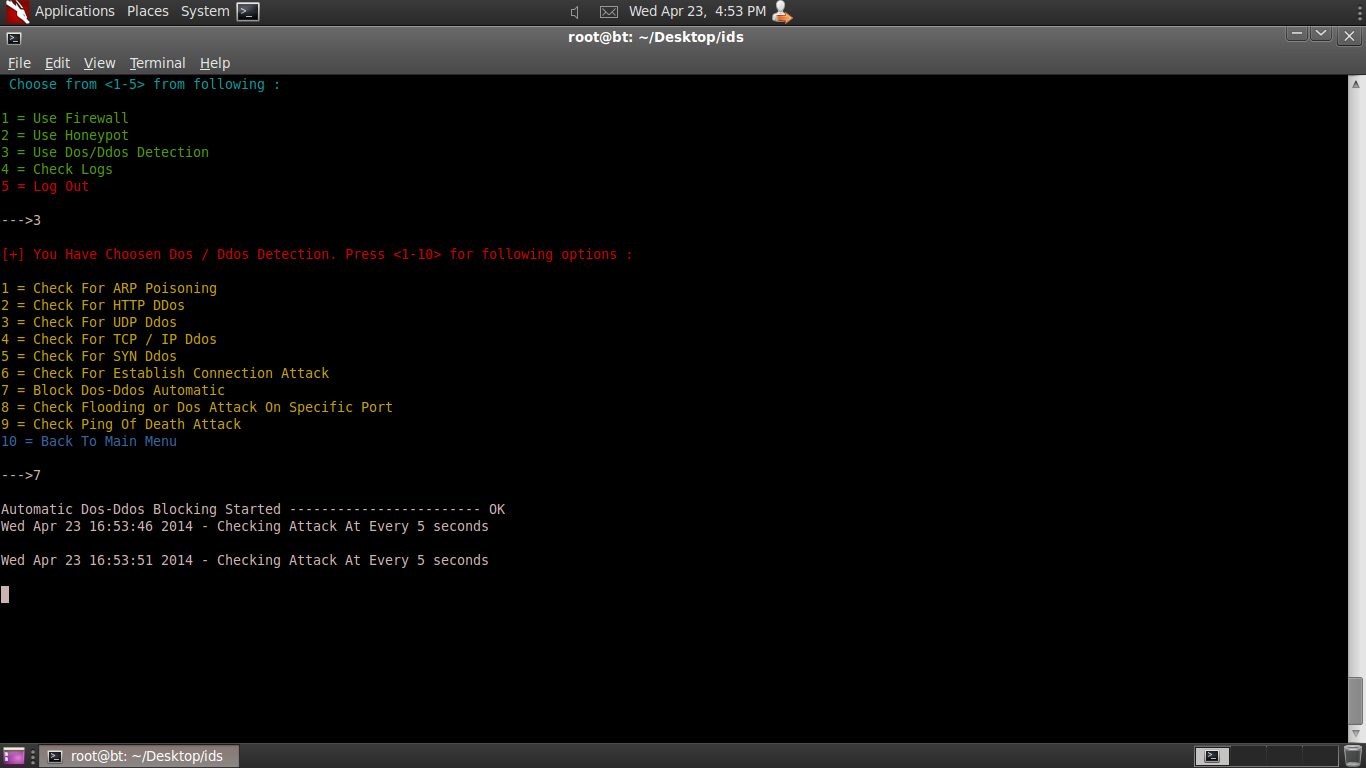 Applications Places System Wed Apr 23, 4:53 PM
root@bt: ~/Desktop/ids
File Edit View Terminal Help
Choose from <1-5> from following :
1 = Use Firewall
2 = Use Honeypot
3 = Use Dos/Ddos Detection
4 = Check Logs
5 = Log Out
--->3
[+] You Have Choosen Dos / Ddos Detection. Press <1-10> for following options :
1 = Check For ARP Poisoning
2 = Check For HTTP DDos
3 = Check For UDP Ddos
4 = Check For TCP / IP Ddos
5 = Check For SYN Ddos
6 = Check For Establish Connection Attack
7 = Block Dos-Ddos Automatic
8 = Check Flooding or Dos Attack On Specific Port
9 = Check Ping Of Death Attack
10 = Back To Main Menu
--->7
Automatic Dos-Ddos Blocking Started ------------------------ OK
Wed Apr 23 16:53:46 2014 - Checking Attack At Every 5 seconds
Wed Apr 23 16:53:51 2014 - Checking Attack At Every 5 seconds
root@bt: ~/Desktop/ids